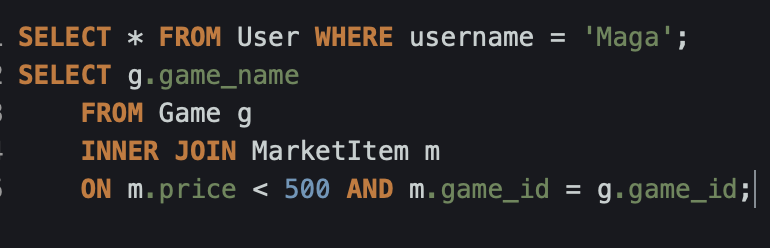 SELECT * FROM User WHERE username = 'Maga';
SELECT g.game_name
FROM Game g
INNER JOIN MarketItem m
ON m.price < 500 AND m.game_id = g.game_id;